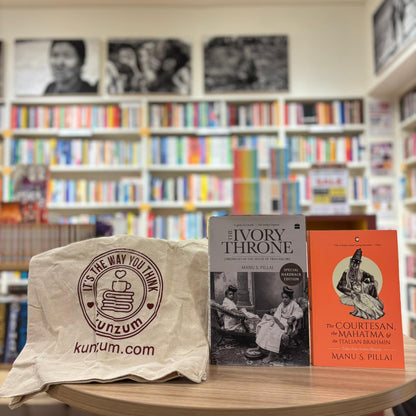 IT'S THE WAY YOU THINK
kunzum
kunzum.com
THE
IVORY
THRONE
CHRONICLES OF THE HOUSE OF TRAVANCORE
MANU S. PILLAI
SPECIAL
HARDBACK
EDITION
The COURTESAN,
the MAHATMA &
the ITALIAN BRAHMIN
MANU S. PILLAI
SALE